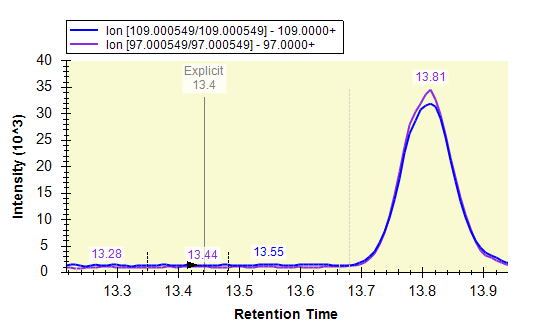 Ion [109.000549/109.000549] - 109.0000+
Ion [97.000549/97.000549] - 97.0000+
40
35
30
25
20
15
10
5
0
Intensity (10^3)
Explicit
13.4
13.81
13.28
13.44
13.55
13.3 13.4 13.5 13.6 13.7 13.8 13.9
Retention Time